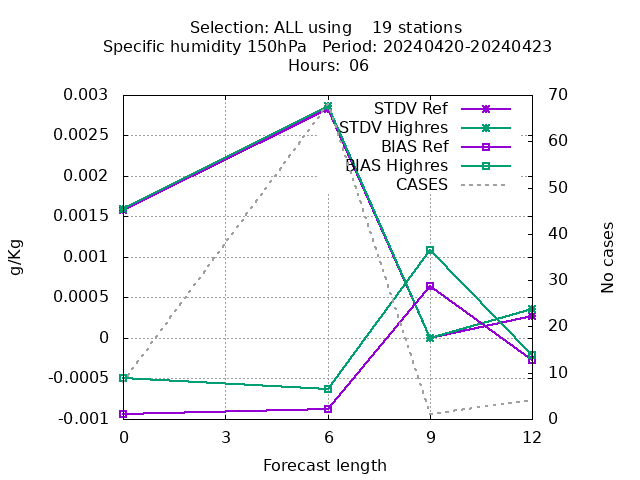 Selection: ALL using    19 stations
Specific humidity 150hPa   Period: 20240420-20240423
Hours: 06
0.003
0.0025
0.002
0.0015
0.001
0.0005
0
-0.0005
-0.001
g/Kg
STDV Ref
STDV Highres
BIAS Ref
BIAS Highres
CASES
70
60
50
40
30
20
10
0
No cases
0 3 6 9 12
Forecast length